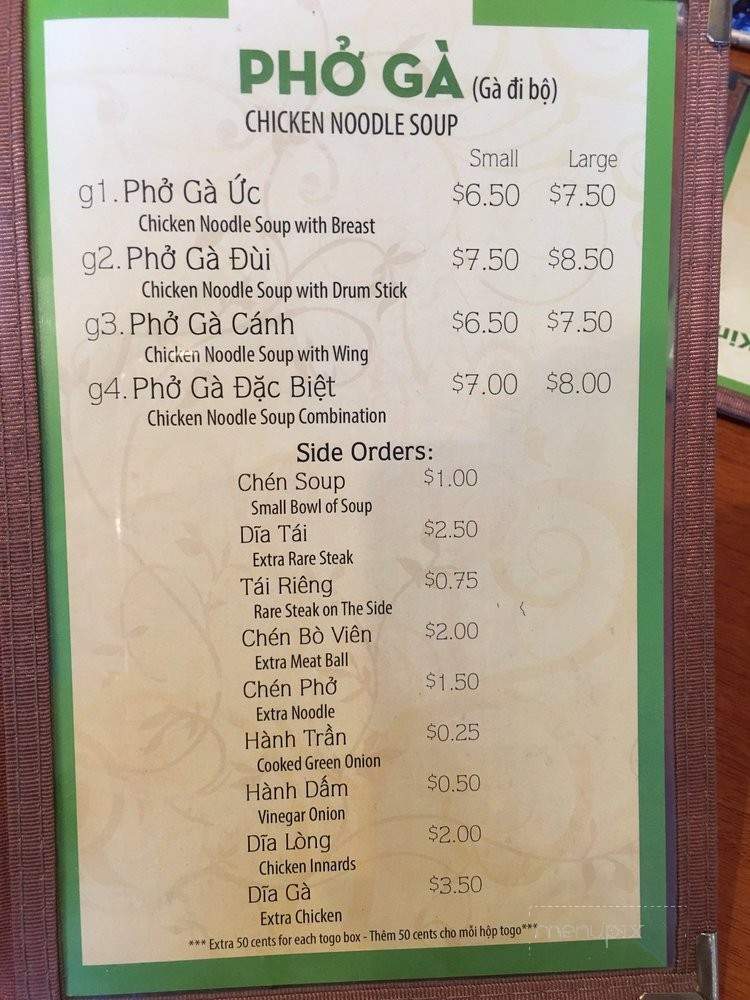 PHỞ GÀ (Gà đi bộ)
CHICKEN NOODLE SOUP
Small Large
g1. Phở Gà Ức $6.50 $7.50
Chicken Noodle Soup with Breast
g2. Phở Gà Đùi $7.50 $8.50
Chicken Noodle Soup with Drum Stick
g3. Phở Gà Cánh $6.50 $7.50
Chicken Noodle Soup with Wing
g4. Phở Gà Đặc Biệt $7.00 $8.00
Chicken Noodle Soup Combination
Side Orders:
Chén Soup $1.00
Small Bowl of Soup
Dĩa Tái $2.50
Extra Rare Steak
Tái Riêng $0.75
Rare Steak on The Side
Chén Bò Viên $2.00
Extra Meat Ball
Chén Phở $1.50
Extra Noodle
Hành Trần $0.25
Cooked Green Onion
Hành Dấm $0.50
Vinegar Onion
Dĩa Lòng $2.00
Chicken Innards
Dĩa Gà $3.50
Extra Chicken
*** Extra 50 cents for each togo box - Thêm 50 cents cho mỗi hộp togo***
menupix